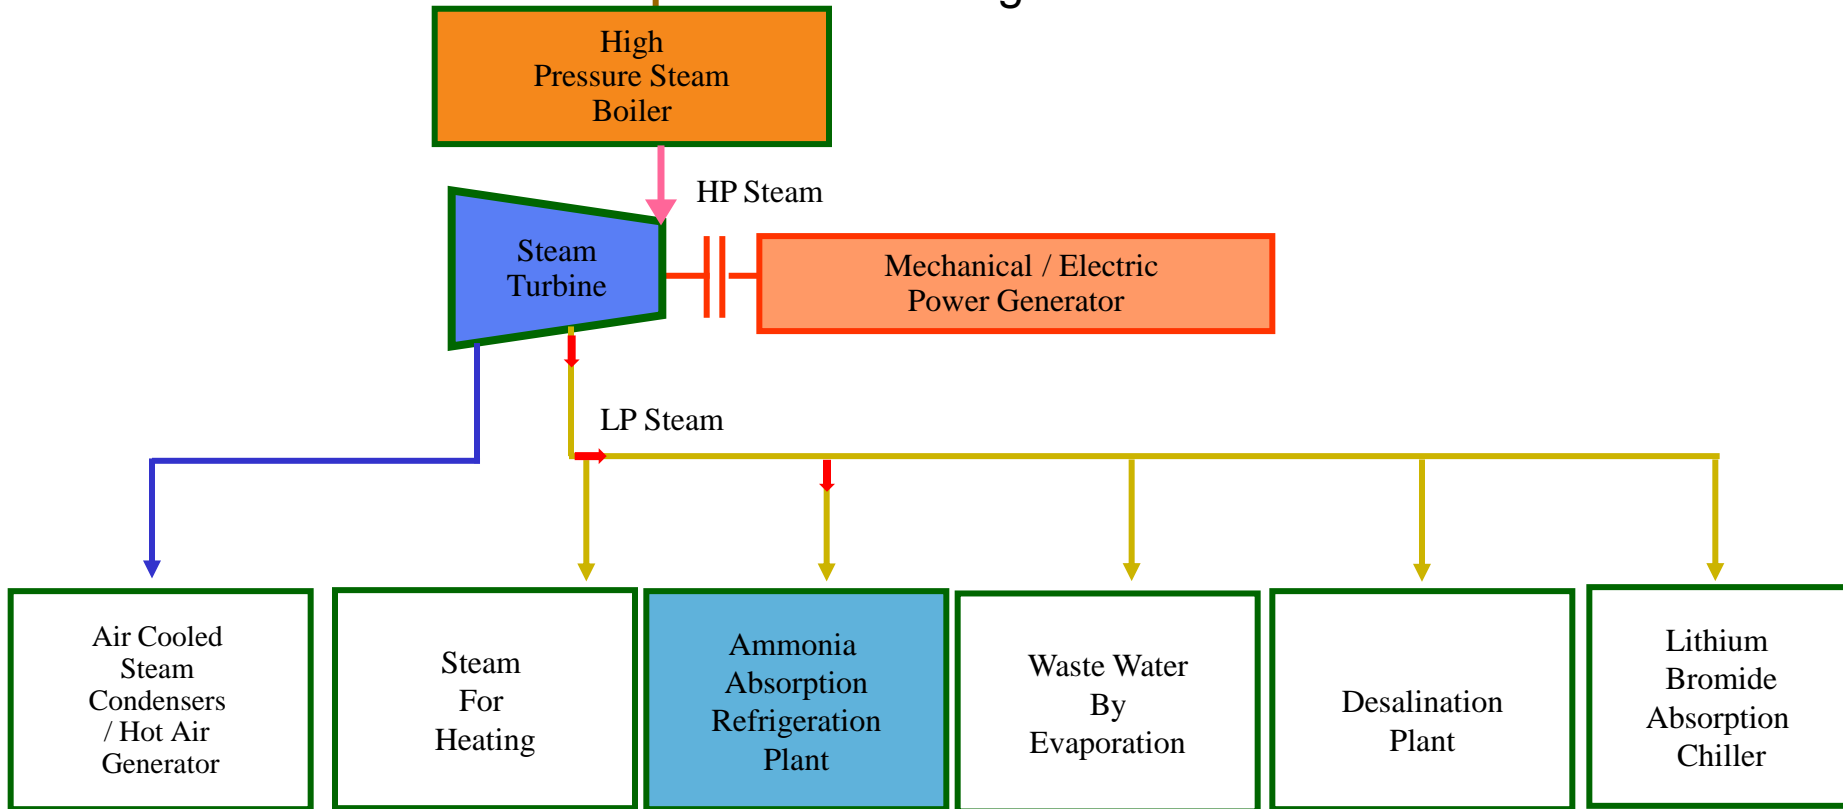 High
Pressure Steam
Boiler
HP Steam
Steam
Turbine
Mechanical / Electric
Power Generator
LP Steam
Air Cooled
Steam
Condensers
/ Hot Air
Generator
Steam
For
Heating
Ammonia
Absorption
Refrigeration
Plant
Waste Water
By
Evaporation
Desalination
Plant
Lithium
Bromide
Absorption
Chiller